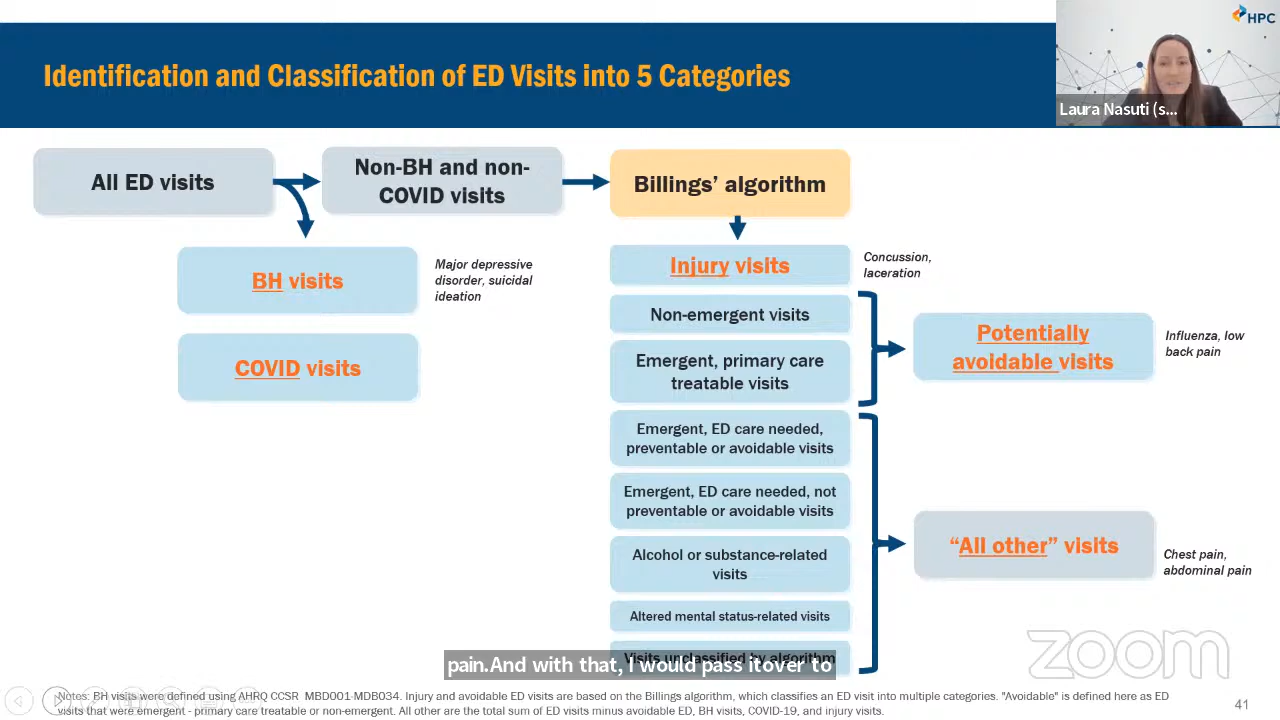 HPC
Identification and Classification of ED Visits into 5 Categories
Laura Nasuti (s...
All ED visits
Non-BH and non-
COVID visits
Billings’ algorithm
BH visits
Major depressive
disorder, suicidal
ideation
COVID visits
Injury visits
Concussion,
laceration
Non-emergent visits
Emergent, primary care
treatable visits
Potentially
avoidable visits
Influenza, low
back pain
Emergent, ED care needed,
preventable or avoidable visits
Emergent, ED care needed, not
preventable or avoidable visits
Alcohol or substance-related
visits
Altered mental status-related visits
Visits unclassified by algorithm
“All other” visits
Chest pain,
abdominal pain
pain.And with that, I would pass itover to
zoom
Notes: BH visits were defined using AHRQ CCSR MBD001-MDB034. Injury and avoidable ED visits are based on the Billings algorithm, which classifies an ED visit into multiple categories. "Avoidable" is defined here as ED
visits that were emergent - primary care treatable or non-emergent. All other are the total sum of ED visits minus avoidable ED, BH visits, COVID-19, and injury visits.
41